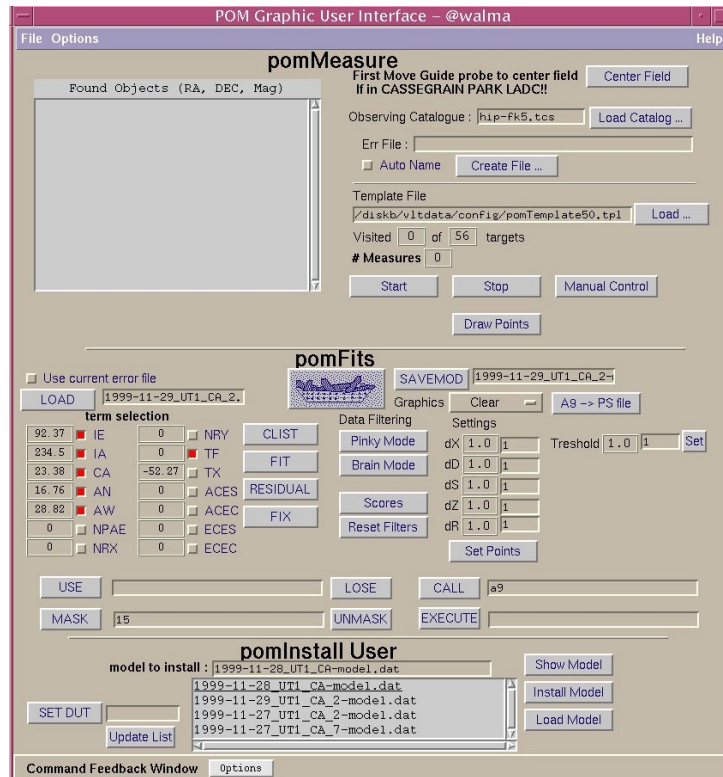 POM Graphic User Interface – @walma
File Options Help
pomMeasure
Found Objects (RA, DEC, Mag)
First Move Guide probe to center field
If in CASSEGRAIN PARK LADC!!
Center Field
Observing Catalogue : hip-fk5.tcs Load Catalog ...
Err File :
Auto Name Create File ...
Template File
/diskb/vltdata/config/pomTemplate50.tpl Load ...
Visited 0 of 56 targets
# Measures 0
Start Stop Manual Control
Draw Points
pomFits
Use current error file
LOAD 1999-11-29_UT1_CA_2.
SAVEMOD 1999-11-29_UT1_CA_2-
Graphics Clear A9 -> PS file
term selection
92.37 IE 0 NRY CLIST
234.5 IA 0 TF FIT
23.38 CA -52.27 TX
16.76 AN 0 ACES RESIDUAL
28.82 AW 0 ACEC FIX
0 NPAE 0 ECES
0 NRX 0 ECEC
Data Filtering
Pinky Mode
Brain Mode
Scores
Reset Filters
Settings
dX 1.0 1
dD 1.0 1
dS 1.0 1
dZ 1.0 1
dR 1.0 1
Set Points
Treshold 1.0 1 Set
USE LOSE CALL a9
MASK 15 UNMASK EXECUTE
pomInstall User
model to install : 1999-11-28_UT1_CA-model.dat
1999-11-28_UT1_CA-model.dat
1999-11-29_UT1_CA_2-model.dat
1999-11-27_UT1_CA_2-model.dat
1999-11-27_UT1_CA_7-model.dat
SET DUT
Update List
Show Model
Install Model
Load Model
Command Feedback Window Options